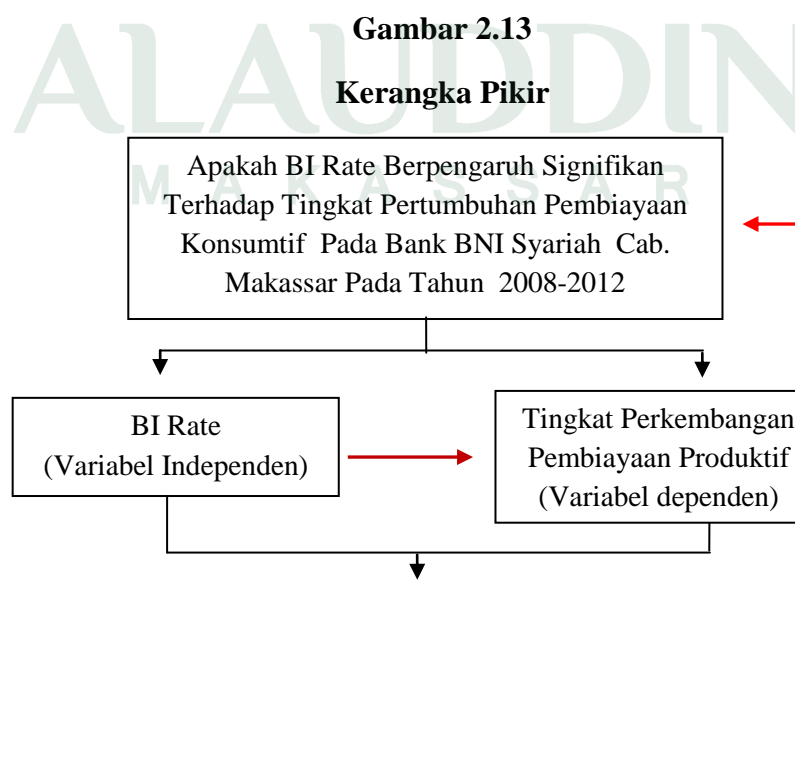 Gambar 2.13
ALAUDDIN
Kerangka Pikir
Apakah BI Rate Berpengaruh Signifikan
MAKASSAR
Terhadap Tingkat Pertumbuhan Pembiayaan
Konsumtif Pada Bank BNI Syariah Cab.
Makassar Pada Tahun 2008-2012
BI Rate
(Variabel Independen)
Tingkat Perkembangan
Pembiayaan Produktif
(Variabel dependen)